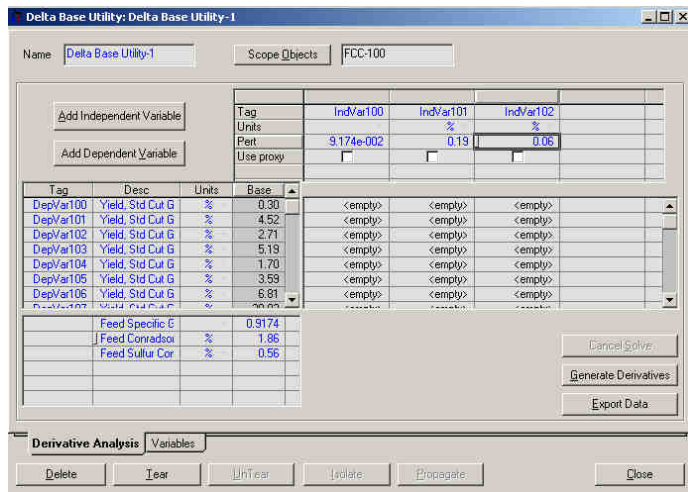 Delta Base Utility: Delta Base Utility-1
Name Delta Base Utility-1 Scope Objects FCC-100
Add Independent Variable
Add Dependent Variable
Tag IndVar100 IndVar101 IndVar102
Units % %
Pert 9.174e-002 0.19 0.06
Use proxy
Tag Desc Units Base
DepVar100 Yield, Std Cut G % 0.30 <empty> <empty> <empty>
DepVar101 Yield, Std Cut G % 4.52 <empty> <empty> <empty>
DepVar102 Yield, Std Cut G % 2.71 <empty> <empty> <empty>
DepVar103 Yield, Std Cut G % 5.19 <empty> <empty> <empty>
DepVar104 Yield, Std Cut G % 1.70 <empty> <empty> <empty>
DepVar105 Yield, Std Cut G % 3.59 <empty> <empty> <empty>
DepVar106 Yield, Std Cut G % 6.81 <empty> <empty> <empty>
Feed Specific G 0.9174
Feed Conradson % 1.86
Feed Sulfur Cor % 0.56
Cancel Solve
Generate Derivatives
Export Data
Derivative Analysis Variables
Delete Tear UnTear Isolate Propagate Close